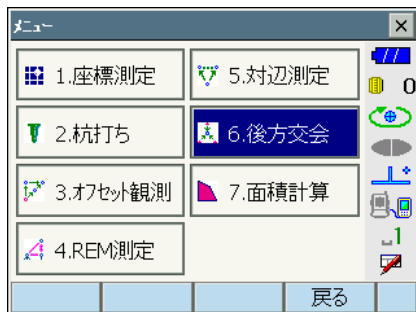 ﾒﾆｭｰ
1.座標測定
5.対辺測定
2.杭打ち
6.後方交会
3.ｵﾌｾｯﾄ観測
7.面積計算
4.REM測定
0
1
戻る